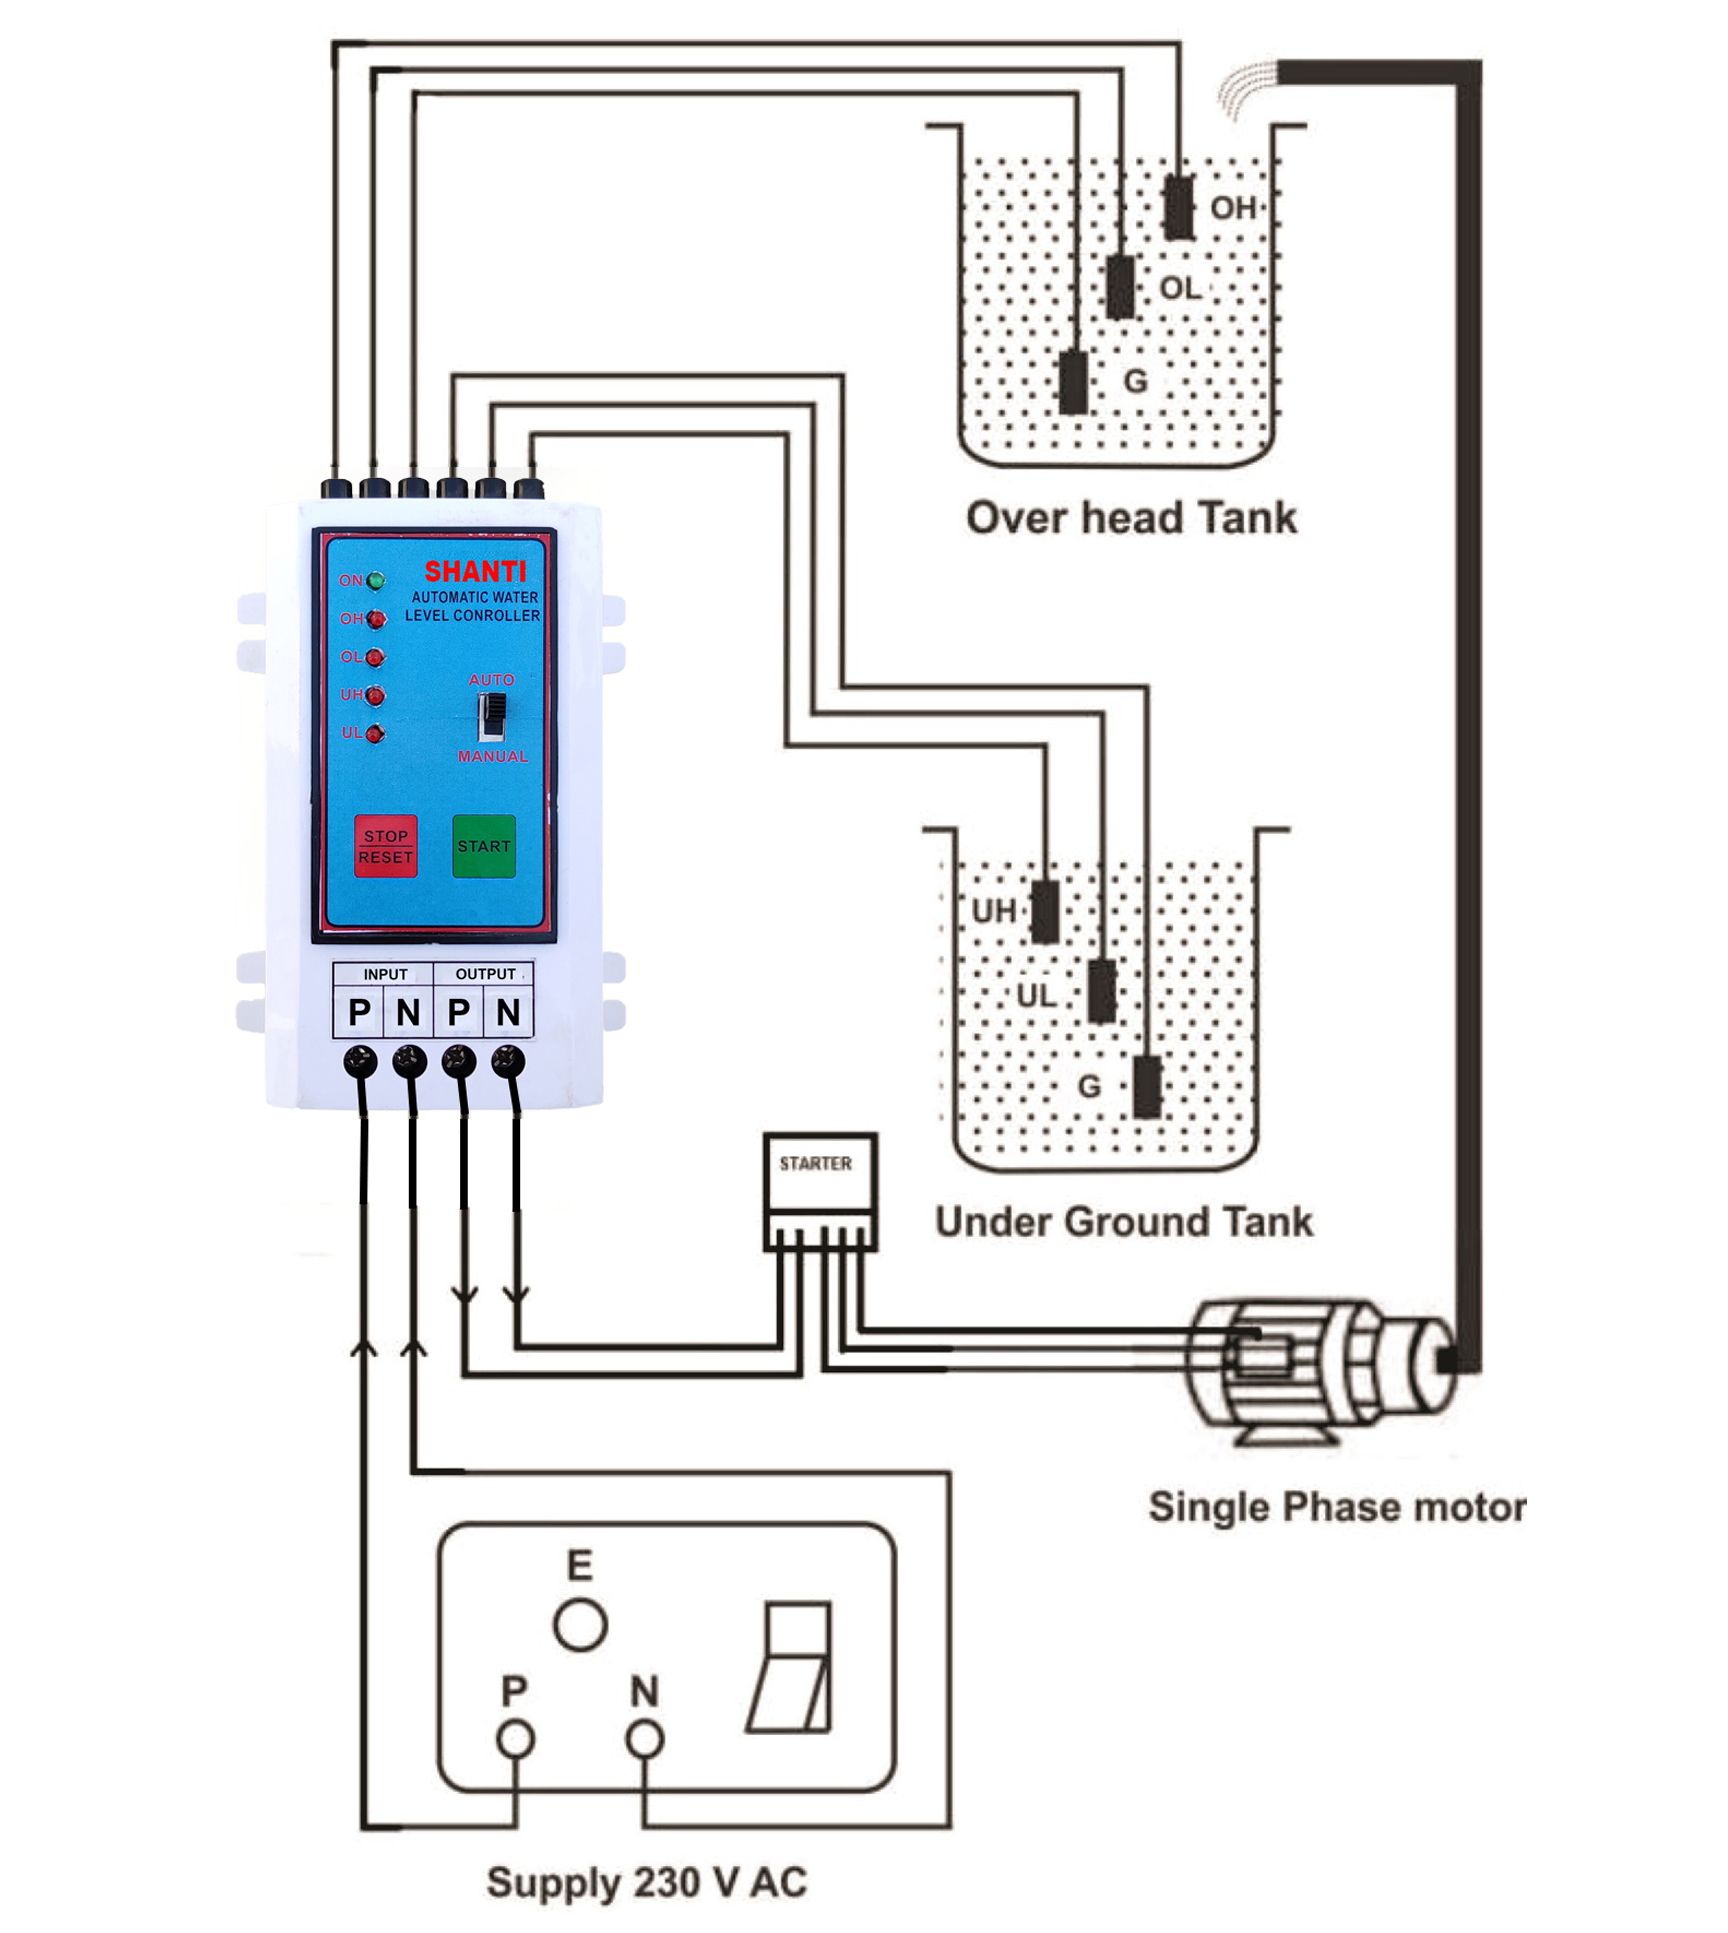 OH
OL
G
Over head Tank
ON
SHANTI
AUTOMATIC WATER
LEVEL CONROLLER
OH
OL
UH
UL
AUTO
MANUAL
STOP
RESET
START
INPUT
OUTPUT
P N P N
UH
UL
G
Under Ground Tank
STARTER
Single Phase motor
E
P
N
Supply 230 V AC